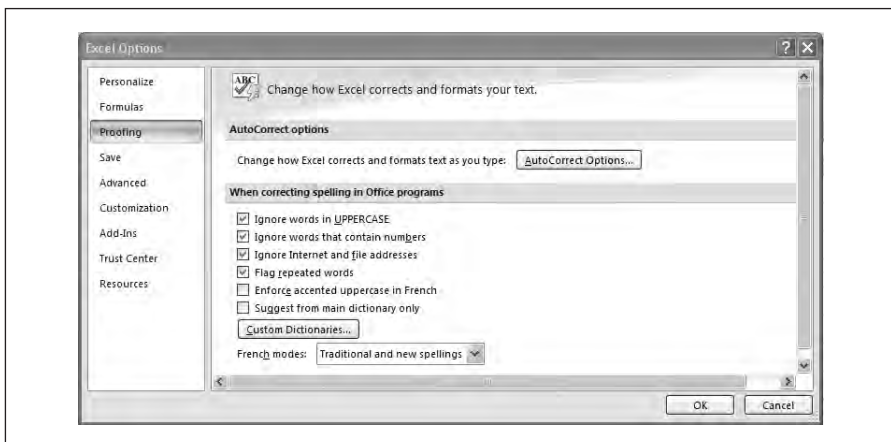 Excel Options
Personalize
Formulas
Proofing
Save
Advanced
Customization
Add-Ins
Trust Center
Resources
ABC
Change how Excel corrects and formats your text.
AutoCorrect options
Change how Excel corrects and formats text as you type: AutoCorrect Options...
When correcting spelling in Office programs
Ignore words in UPPERCASE
Ignore words that contain numbers
Ignore Internet and file addresses
Flag repeated words
Enforce accented uppercase in French
Suggest from main dictionary only
Custom Dictionaries...
French modes: Traditional and new spellings
OK Cancel